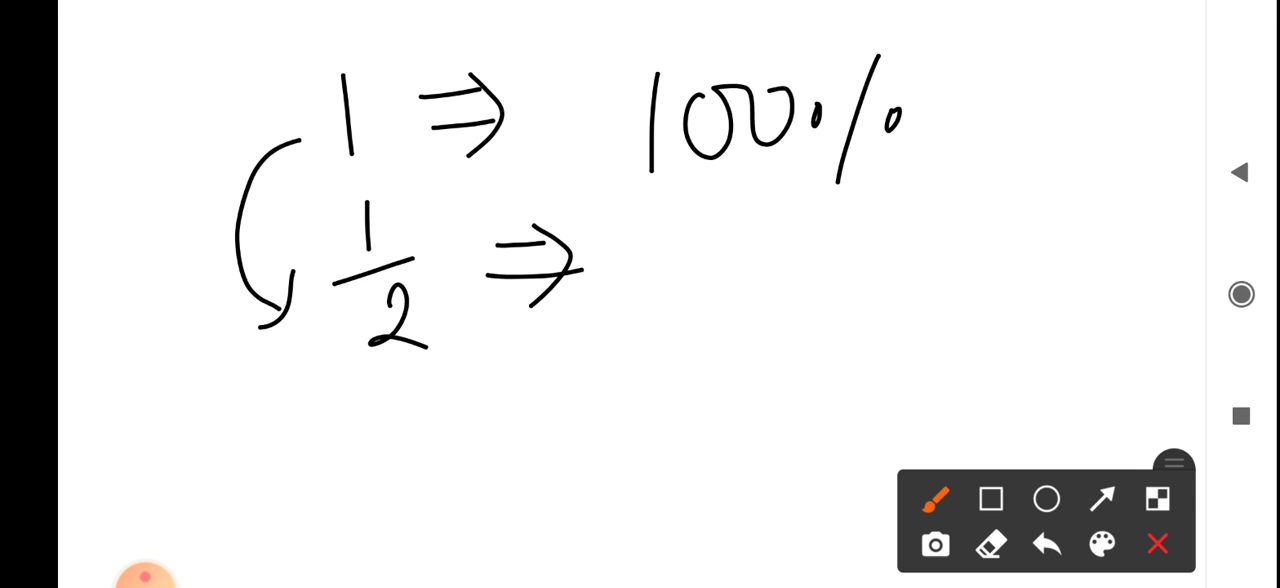 1 ⇒ 100%
1/2 ⇒